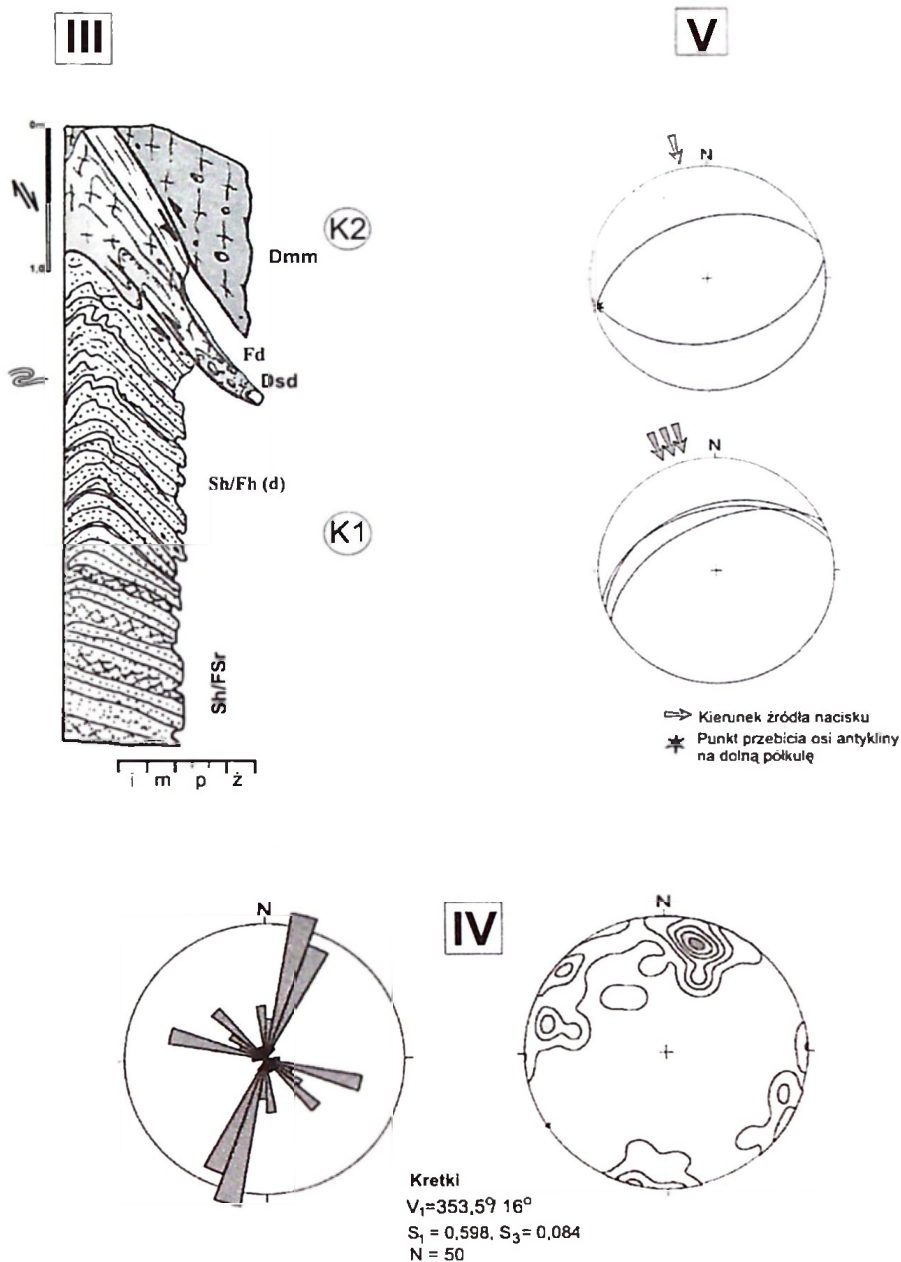 III
V
0m
1,0
K2
Dmm
Fd
Dsd
Sh/Fh (d)
K1
Sh/FSr
i m p ż
N
N
Kierunek źródła nacisku
Punkt przebicia osi antykliny
na dolną półkulę
N
IV
N
Kretki
V₁=353,59 16°
S₁ = 0,598, S₃= 0,084
N = 50